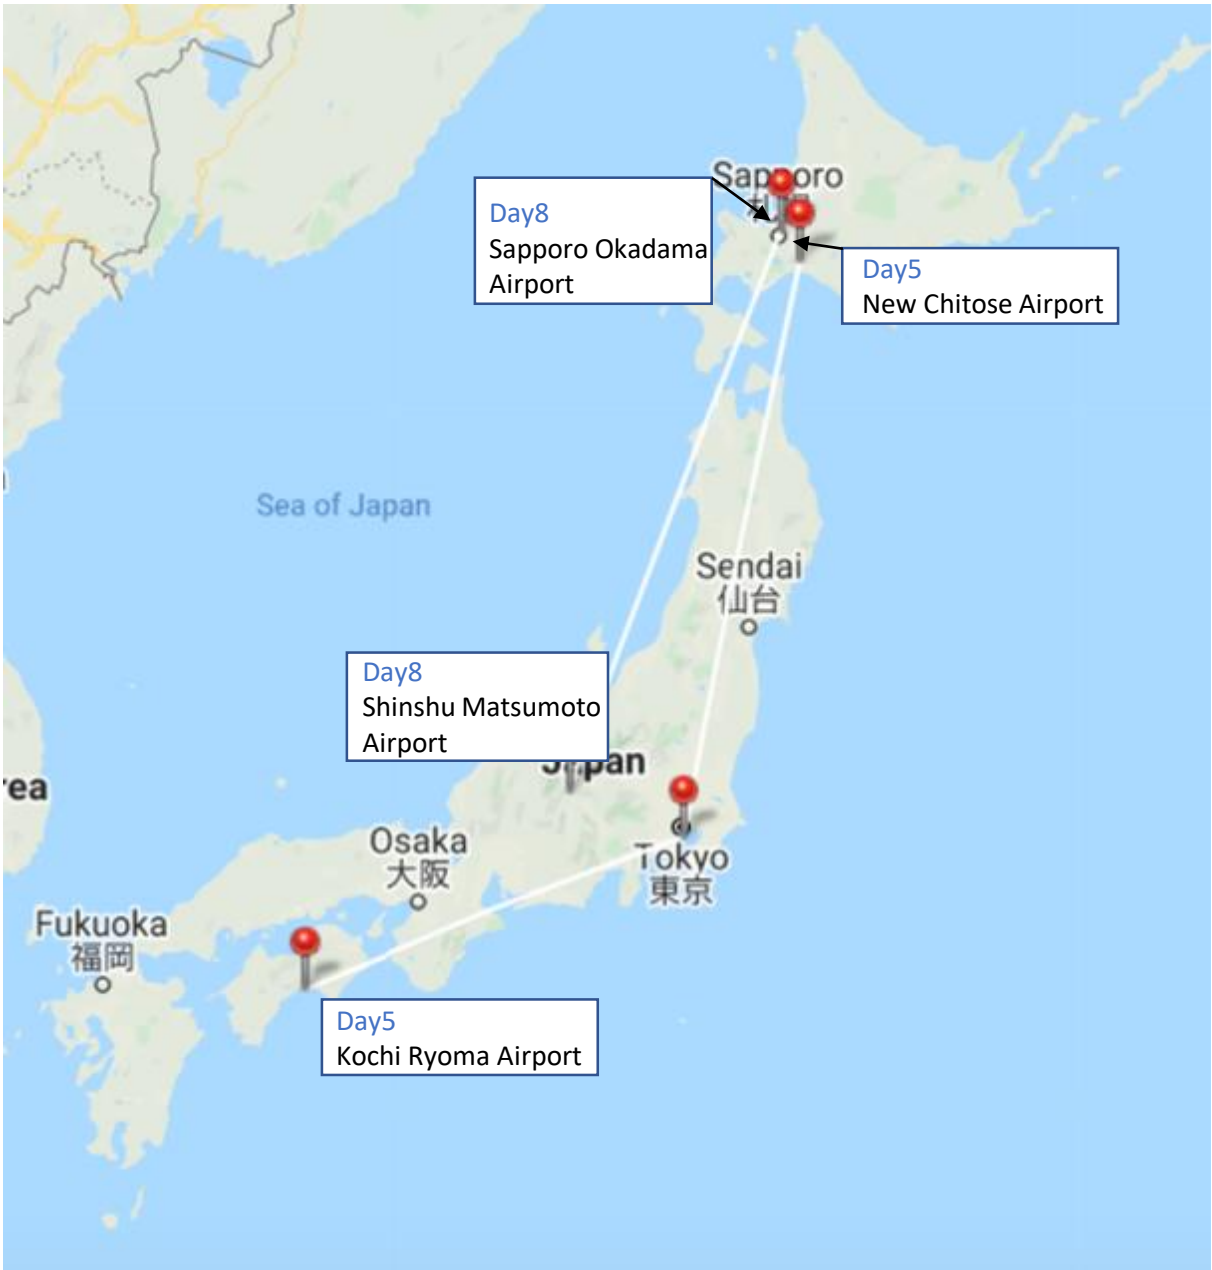 Sapporo
Day8
Sapporo Okadama
Airport
Day5
New Chitose Airport
Sea of Japan
Sendai
仙台
Day8
Shinshu Matsumoto
Airport
Japan
ea
Osaka
大阪
Tokyo
東京
Fukuoka
福岡
Day5
Kochi Ryoma Airport